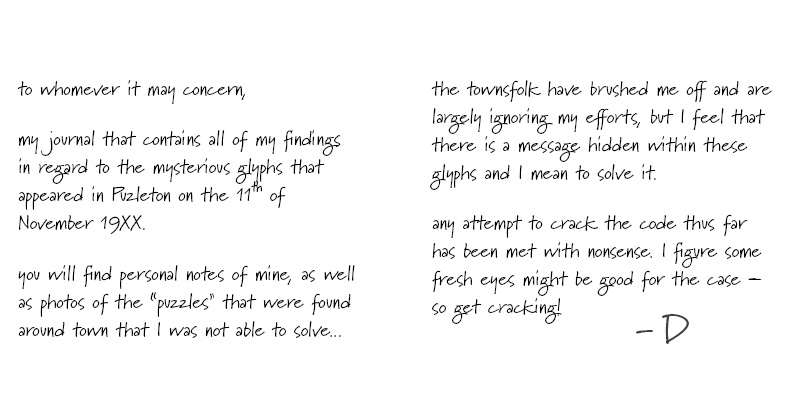 to whomever it may concern,
my journal that contains all of my findings
in regard to the mysterious glyphs that
appeared in Puzleton on the 11th of
November 19XX.
you will find personal notes of mine, as well
as photos of the "puzzles" that were found
around town that I was not able to solve...
the townsfolk have brushed me off and are
largely ignoring my efforts, but I feel that
there is a message hidden within these
glyphs and I mean to solve it.
any attempt to crack the code thus far
has been met with nonsense. I figure some
fresh eyes might be good for the case –
so get cracking!
– D